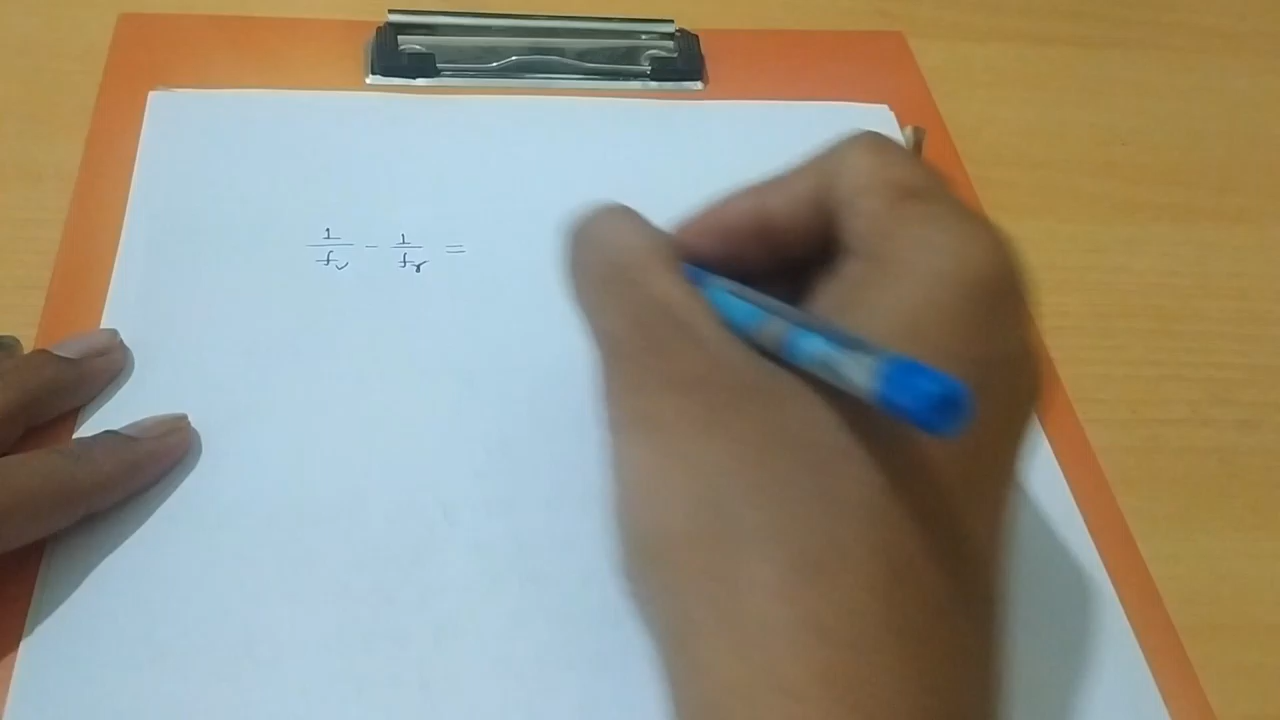 1/f_v - 1/f_r =